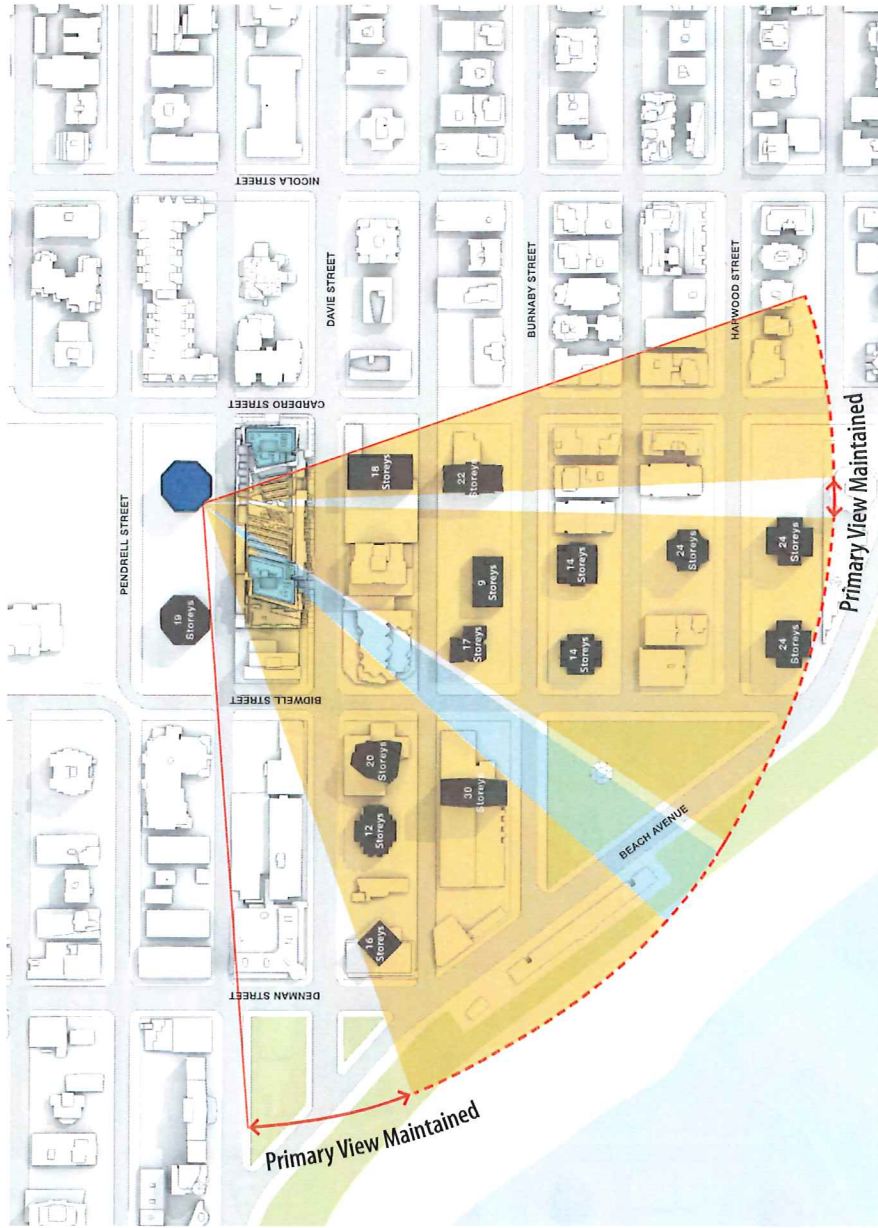 NICOLA STREET
PENDRELL STREET
DAVIE STREET
BURNABY STREET
HARWOOD STREET
CARDERO STREET
19
Storeys
18
Storeys
22
Storeys
9
Storeys
14
Storeys
24
Storeys
24
Storeys
17
Storeys
14
Storeys
24
Storeys
BIDWELL STREET
20
Storeys
12
Storeys
30
Storeys
16
Storeys
BEACH AVENUE
DENMAN STREET
Primary View Maintained
Primary View Maintained